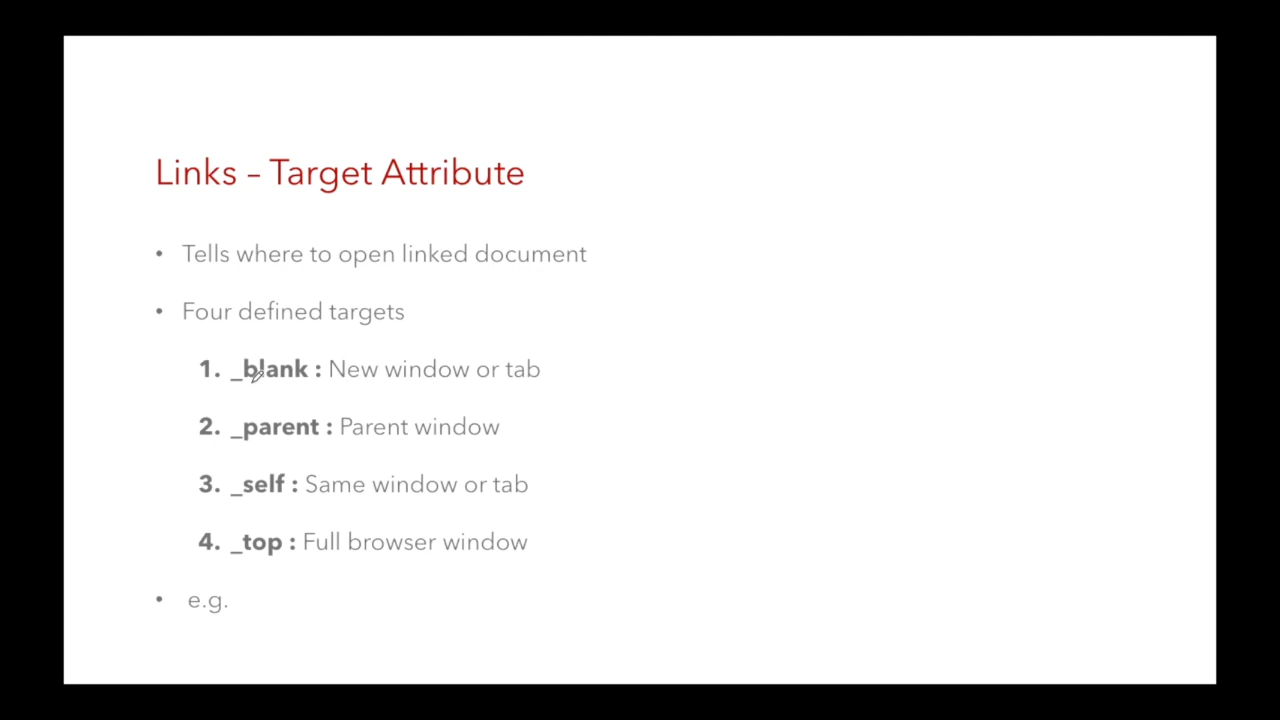 Links – Target Attribute
• Tells where to open linked document
• Four defined targets
1. _blank : New window or tab
2. _parent : Parent window
3. _self : Same window or tab
4. _top : Full browser window
• e.g.